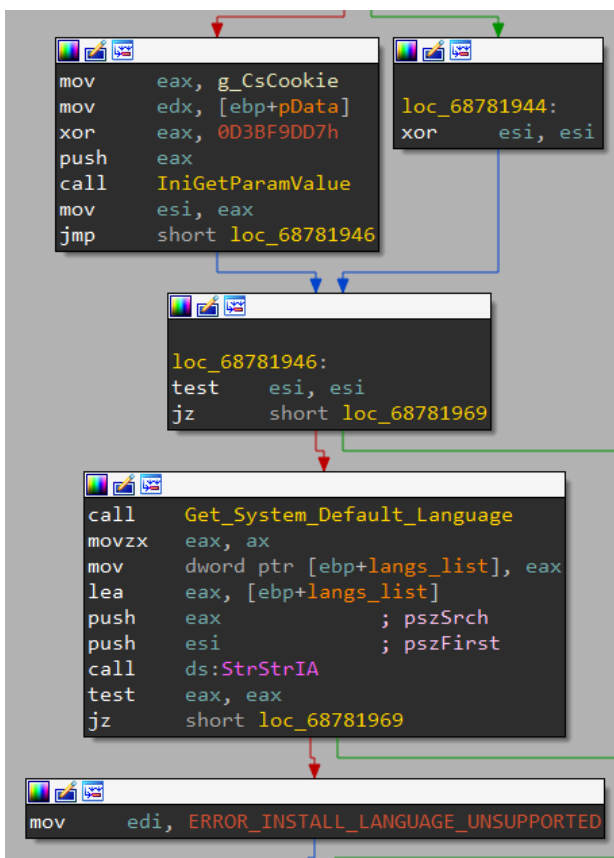 mov eax, g_CsCookie
mov edx, [ebp+pData]
xor eax, 0D3BF9DD7h
push eax
call IniGetParamValue
mov esi, eax
jmp short loc_68781946
loc_68781944:
xor esi, esi
loc_68781946:
test esi, esi
jz short loc_68781969
call Get_System_Default_Language
movzx eax, ax
mov dword ptr [ebp+langs_list], eax
lea eax, [ebp+langs_list]
push eax ; pszSrch
push esi ; pszFirst
call ds:StrStrIA
test eax, eax
jz short loc_68781969
mov edi, ERROR_INSTALL_LANGUAGE_UNSUPPORTED